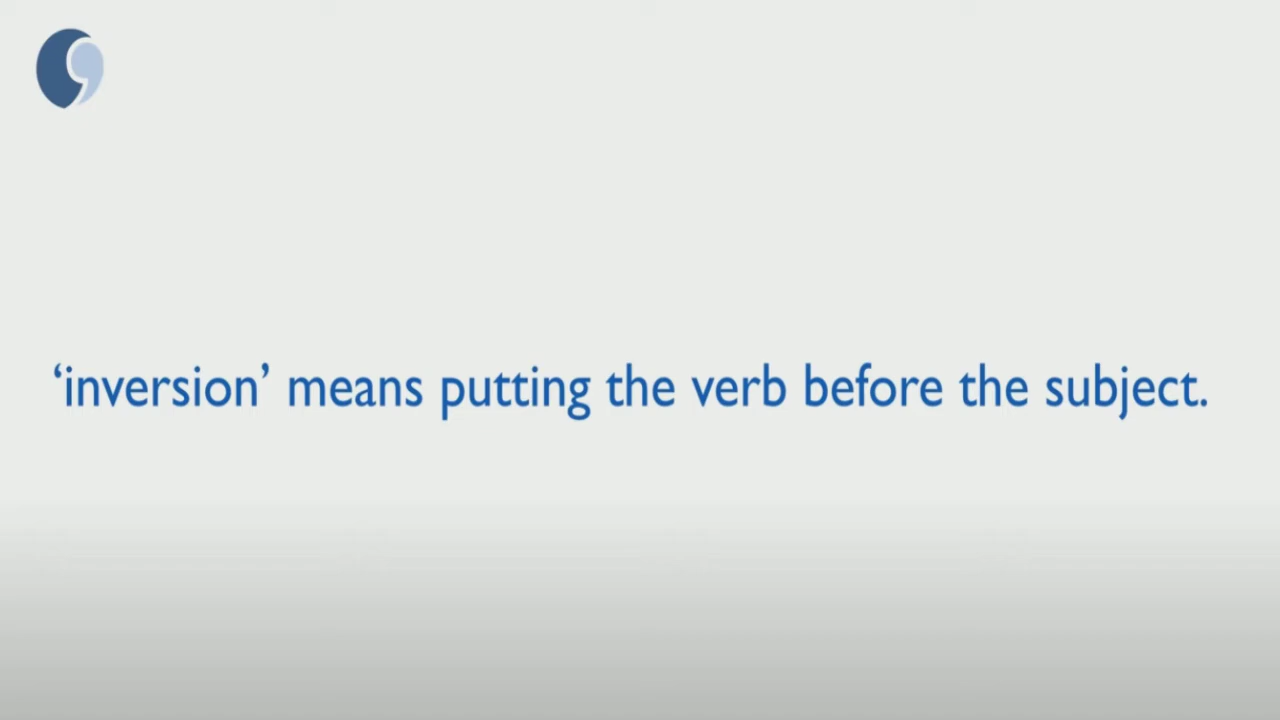 ‘inversion’ means putting the verb before the subject.